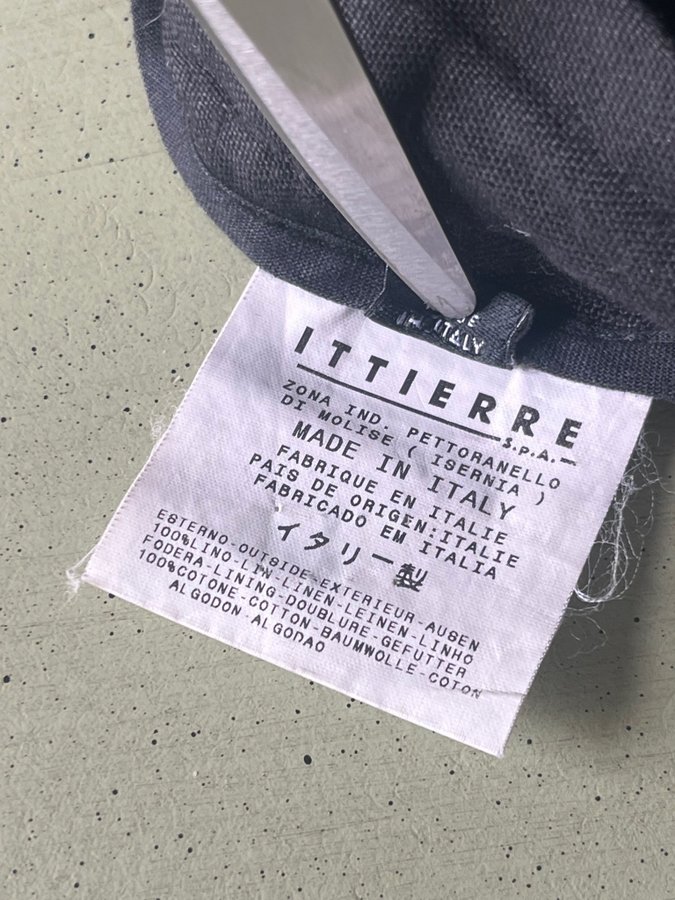 IN ITALY
ITTIERRE
S.P.A.
ZONA IND. PETTORANELLO
DI MOLISE ( ISERNIA )
MADE IN ITALY
FABRIQUE EN ITALIE
PAIS DE ORIGEN:ITALIE
FABRICADO EM ITALIA
イタリー製
ESTERNO-OUTSIDE-EXTERIEUR-AUSEN
100%LINO-LIN-LINEN-LEINEN-LINHO
FODERA-LINING-DOUBLURE-GEFUTTER
100%COTONE-COTTON-BAUMWOLLE-COTON
ALGODON-ALGODAO